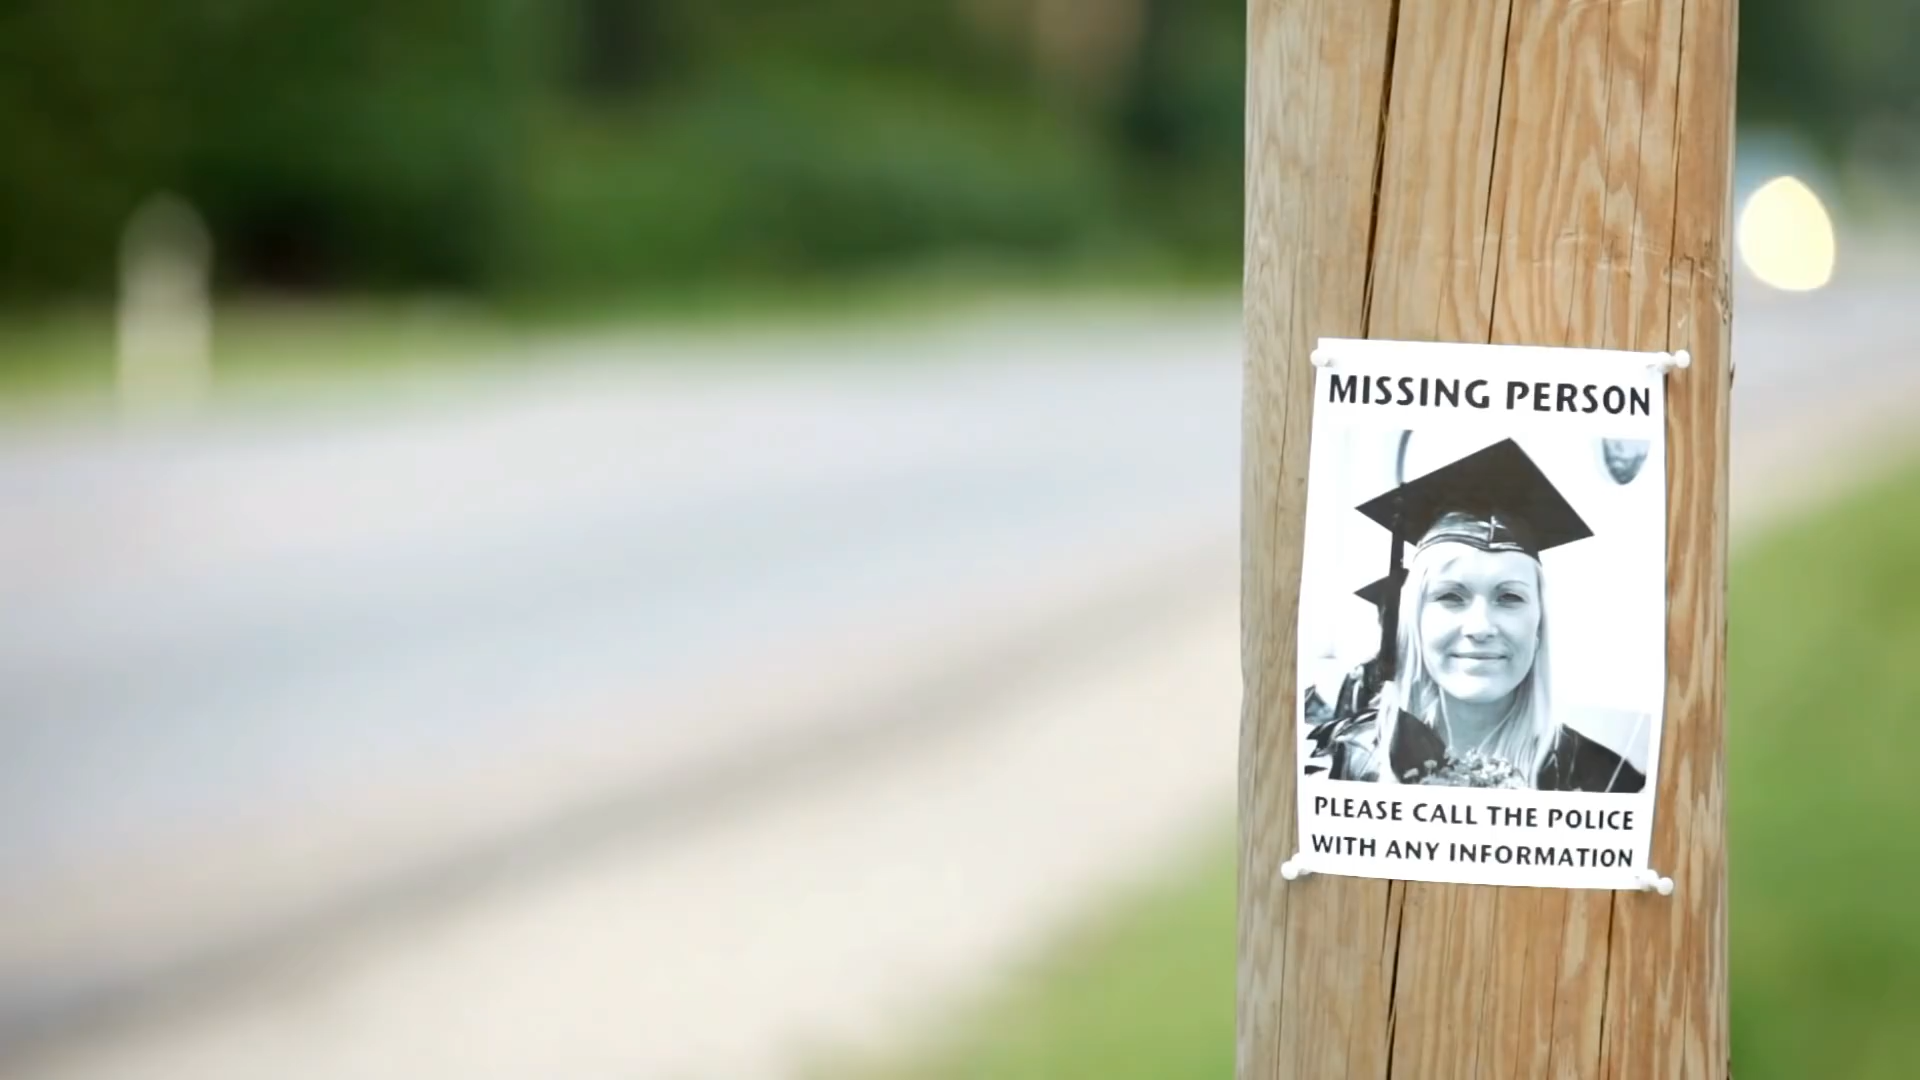 MISSING PERSON
PLEASE CALL THE POLICE
WITH ANY INFORMATION